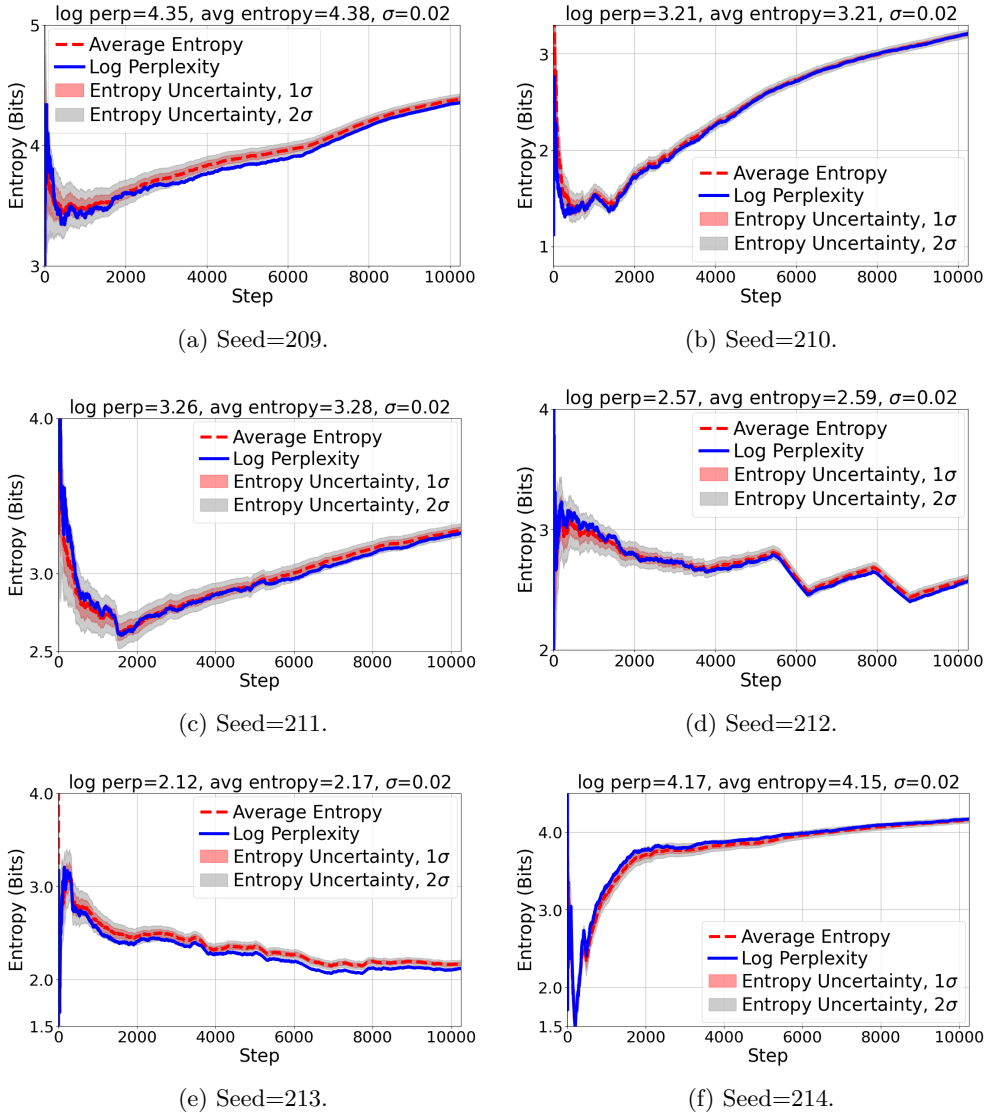 log perp=4.35, avg entropy=4.38, σ=0.02
5
4
3
Entropy (Bits)
Average Entropy
Log Perplexity
Entropy Uncertainty, 1σ
Entropy Uncertainty, 2σ
0 2000 4000 6000 8000 10000
Step
(a) Seed=209.
log perp=3.21, avg entropy=3.21, σ=0.02
3
2
1
Entropy (Bits)
Average Entropy
Log Perplexity
Entropy Uncertainty, 1σ
Entropy Uncertainty, 2σ
0 2000 4000 6000 8000 10000
Step
(b) Seed=210.
log perp=3.26, avg entropy=3.28, σ=0.02
4.0
3.0
2.5
Entropy (Bits)
Average Entropy
Log Perplexity
Entropy Uncertainty, 1σ
Entropy Uncertainty, 2σ
0 2000 4000 6000 8000 10000
Step
(c) Seed=211.
log perp=2.57, avg entropy=2.59, σ=0.02
4
3
2
Entropy (Bits)
Average Entropy
Log Perplexity
Entropy Uncertainty, 1σ
Entropy Uncertainty, 2σ
0 2000 4000 6000 8000 10000
Step
(d) Seed=212.
log perp=2.12, avg entropy=2.17, σ=0.02
4.0
3.0
2.0
1.5
Entropy (Bits)
Average Entropy
Log Perplexity
Entropy Uncertainty, 1σ
Entropy Uncertainty, 2σ
0 2000 4000 6000 8000 10000
Step
(e) Seed=213.
log perp=4.17, avg entropy=4.15, σ=0.02
4.0
3.0
2.0
1.5
Entropy (Bits)
Average Entropy
Log Perplexity
Entropy Uncertainty, 1σ
Entropy Uncertainty, 2σ
0 2000 4000 6000 8000 10000
Step
(f) Seed=214.